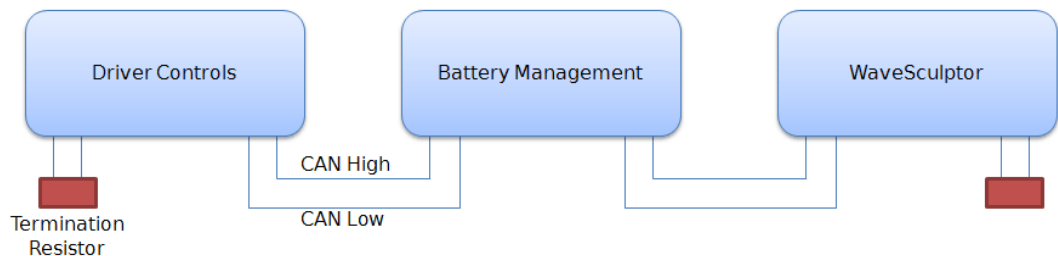 Driver Controls
Battery Management
WaveSculptor
CAN High
CAN Low
Termination
Resistor